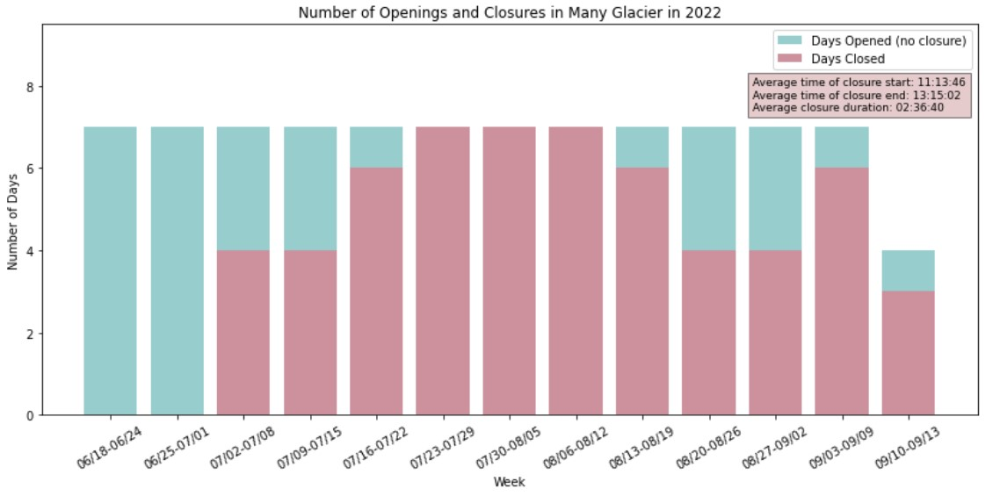 Number of Openings and Closures in Many Glacier in 2022
Days Opened (no closure)
Days Closed
Average time of closure start: 11:13:46
Average time of closure end: 13:15:02
Average closure duration: 02:36:40
Number of Days
8
6
4
2
0
06/18-06/24
06/25-07/01
07/02-07/08
07/09-07/15
07/16-07/22
07/23-07/29
07/30-08/05
08/06-08/12
08/13-08/19
08/20-08/26
08/27-09/02
09/03-09/09
09/10-09/13
Week